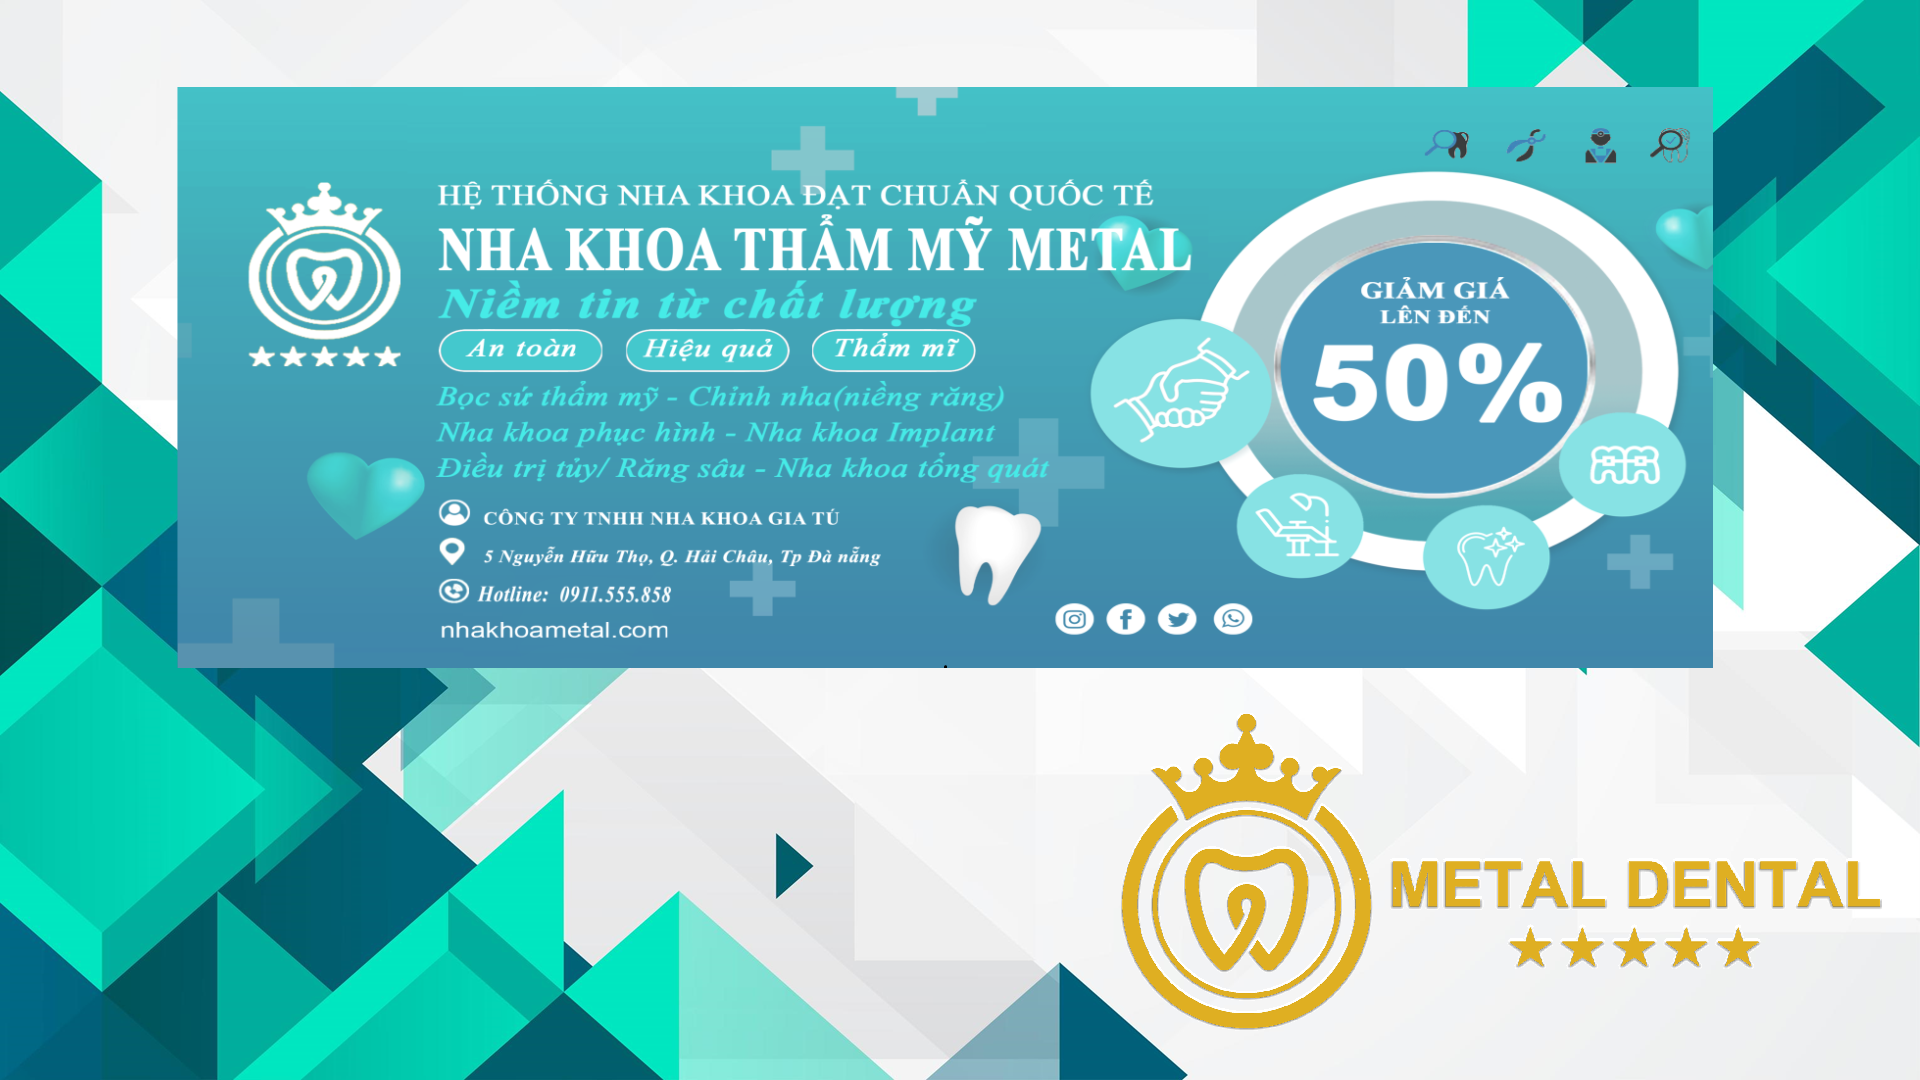 HỆ THỐNG NHA KHOA ĐẠT CHUẨN QUỐC TẾ
NHA KHOA THẨM MỸ METAL
Niềm tin từ chất lượng
An toàn Hiệu quả Thẩm mĩ
Bọc sứ thẩm mỹ - Chỉnh nha(niềng răng)
Nha khoa phục hình - Nha khoa Implant
Điều trị tủy/ Răng sâu - Nha khoa tổng quát
CÔNG TY TNHH NHA KHOA GIA TÚ
5 Nguyễn Hữu Thọ, Q. Hải Châu, Tp Đà nẵng
Hotline: 0911.555.858
nhakhoametal.com
GIẢM GIÁ
LÊN ĐẾN
50%
METAL DENTAL